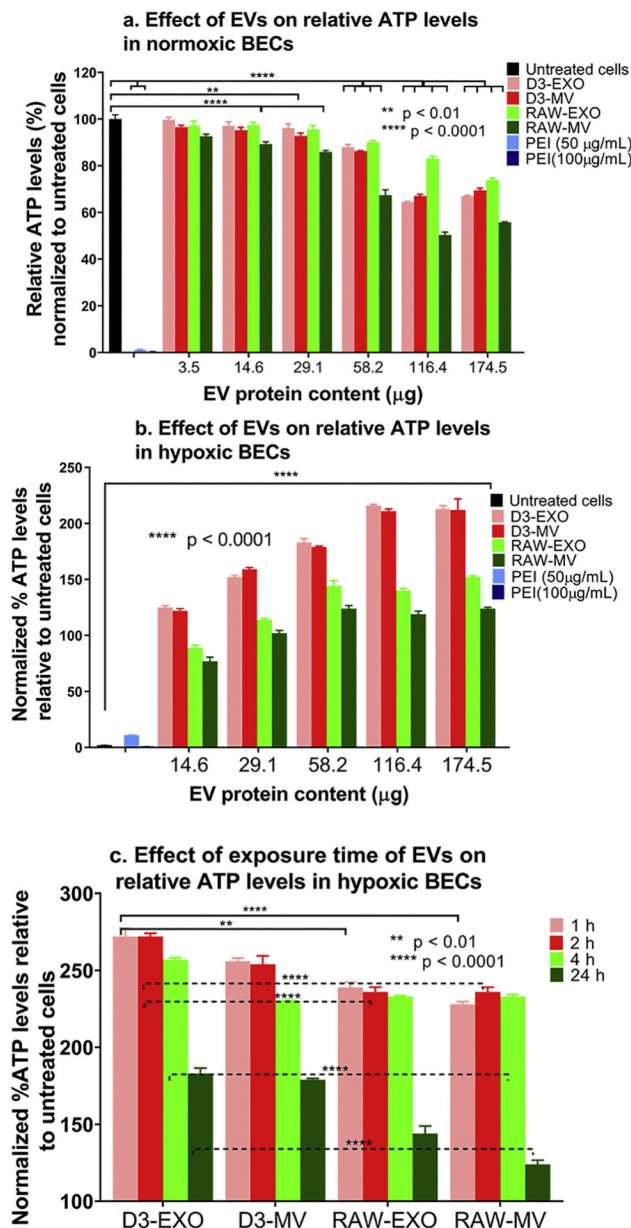 a. Effect of EVs on relative ATP levels
in normoxic BECs
Relative ATP levels (%)
normalized to untreated cells
120
100
80
60
40
20
0
****
**
****
** p < 0.01
**** p < 0.0001
Untreated cells
D3-EXO
D3-MV
RAW-EXO
RAW-MV
PEI (50 μg/mL)
PEI(100μg/mL)
3.5 14.6 29.1 58.2 116.4 174.5
EV protein content (μg)
b. Effect of EVs on relative ATP levels
in hypoxic BECs
Normalized % ATP levels
relative to untreated cells
250
200
150
100
50
0
****
**** p < 0.0001
Untreated cells
D3-EXO
D3-MV
RAW-EXO
RAW-MV
PEI (50μg/mL)
PEI(100μg/mL)
14.6 29.1 58.2 116.4 174.5
EV protein content (μg)
c. Effect of exposure time of EVs on
relative ATP levels in hypoxic BECs
Normalized %ATP levels relative
to untreated cells
300
250
200
150
100
****
**
** p < 0.01
**** p < 0.0001
****
****
****
****
1 h
2 h
4 h
24 h
D3-EXO D3-MV RAW-EXO RAW-MV